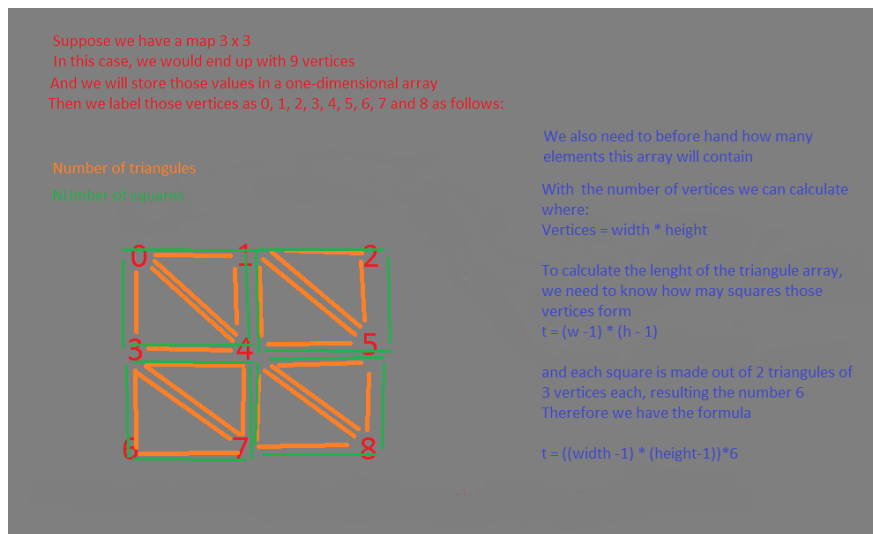 Suppose we have a map 3 x 3
In this case, we would end up with 9 vertices
And we will store those values in a one-dimensional array
Then we label those vertices as 0, 1, 2, 3, 4, 5, 6, 7 and 8 as follows:
Number of triangules
NUmber of squares
0 1 2
3 4 5
6 7 8
We also need to before hand how many
elements this array will contain
With the number of vertices we can calculate
where:
Vertices = width * height
To calculate the lenght of the triangule array,
we need to know how may squares those
vertices form
t = (w -1) * (h - 1)
and each square is made out of 2 triangules of
3 vertices each, resulting the number 6
Therefore we have the formula
t = ((width -1) * (height-1))*6